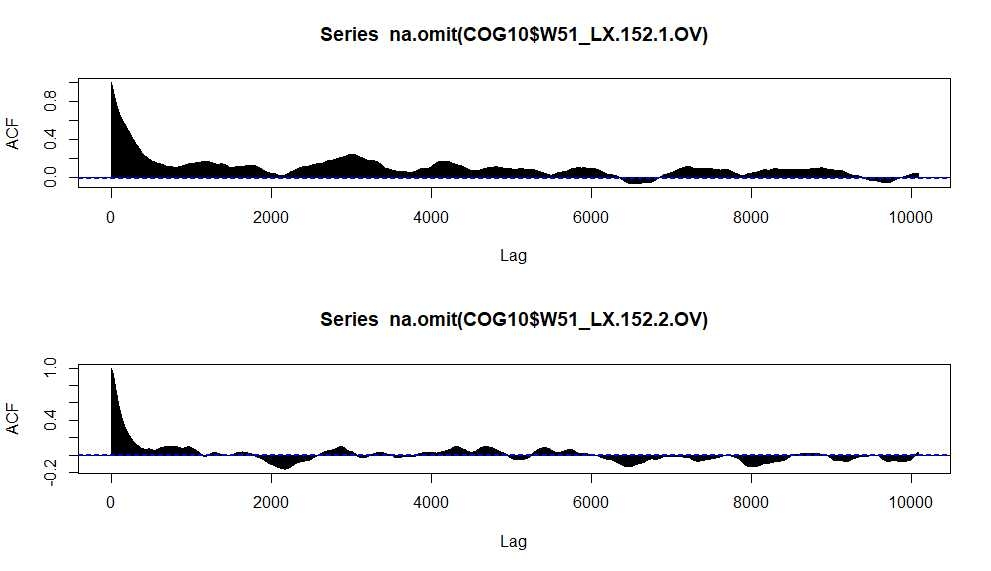 Series  na.omit(COG10$W51_LX.152.1.OV)
ACF
0.8
0.4
0.0
0 2000 4000 6000 8000 10000
Lag
Series  na.omit(COG10$W51_LX.152.2.OV)
ACF
1.0
0.4
-0.2
0 2000 4000 6000 8000 10000
Lag